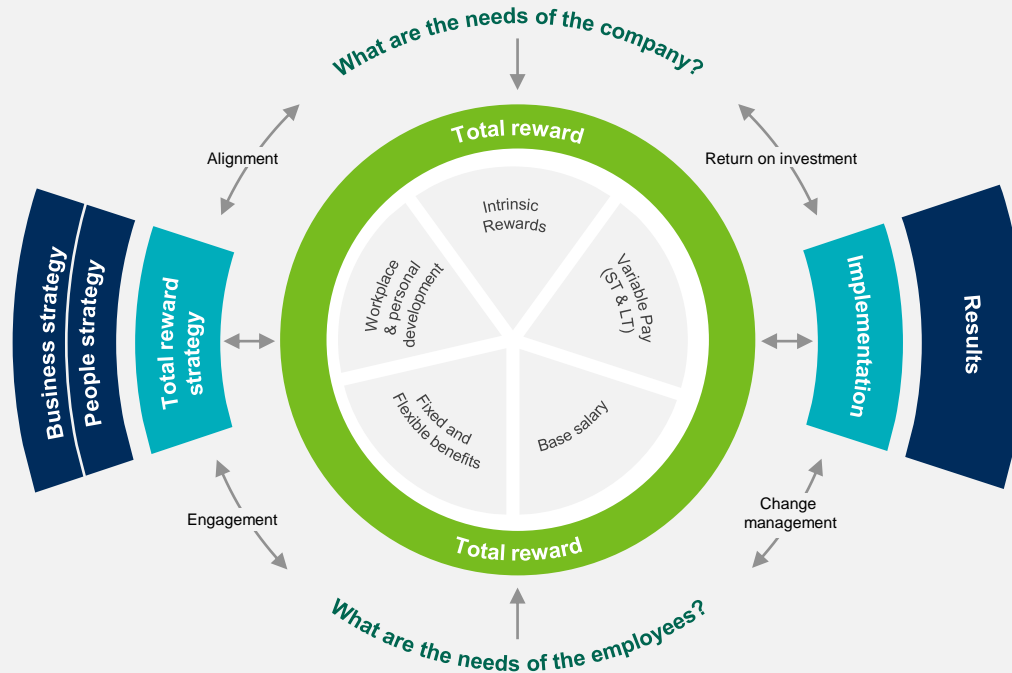 What are the needs of the company?
Total reward
Alignment
Return on investment
Intrinsic
Rewards
Workplace
& personal
development
Variable Pay
(ST & LT)
Business strategy
People strategy
Total reward
strategy
Implementation
Results
Fixed and
Flexible benefits
Base salary
Engagement
Change
management
Total reward
What are the needs of the employees?